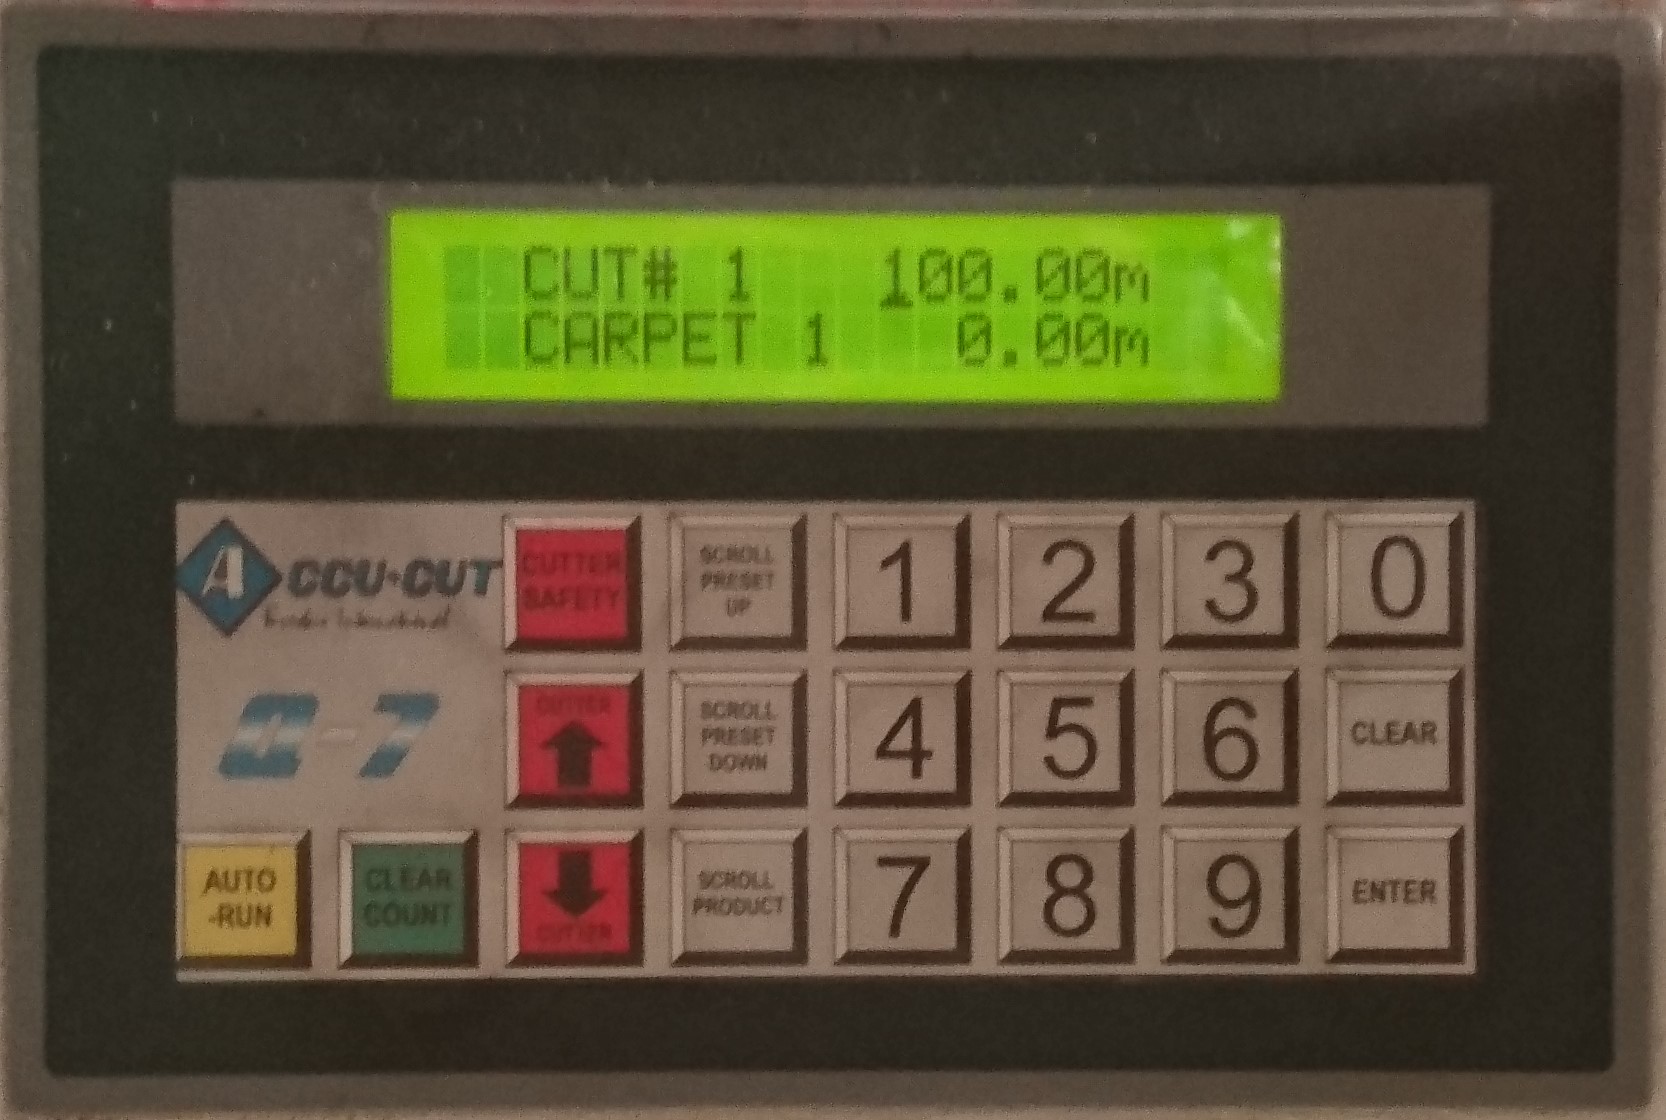 CUT# 1 100.00m
CARPET 1 0.00m
ACCU-CUT
International
Q-7
CUTTER
SAFETY
SCROLL
PRESET
UP
1
2
3
0
CUTTER
SCROLL
PRESET
DOWN
4
5
6
CLEAR
AUTO
-RUN
CLEAR
COUNT
CUTTER
SCROLL
PRODUCT
7
8
9
ENTER